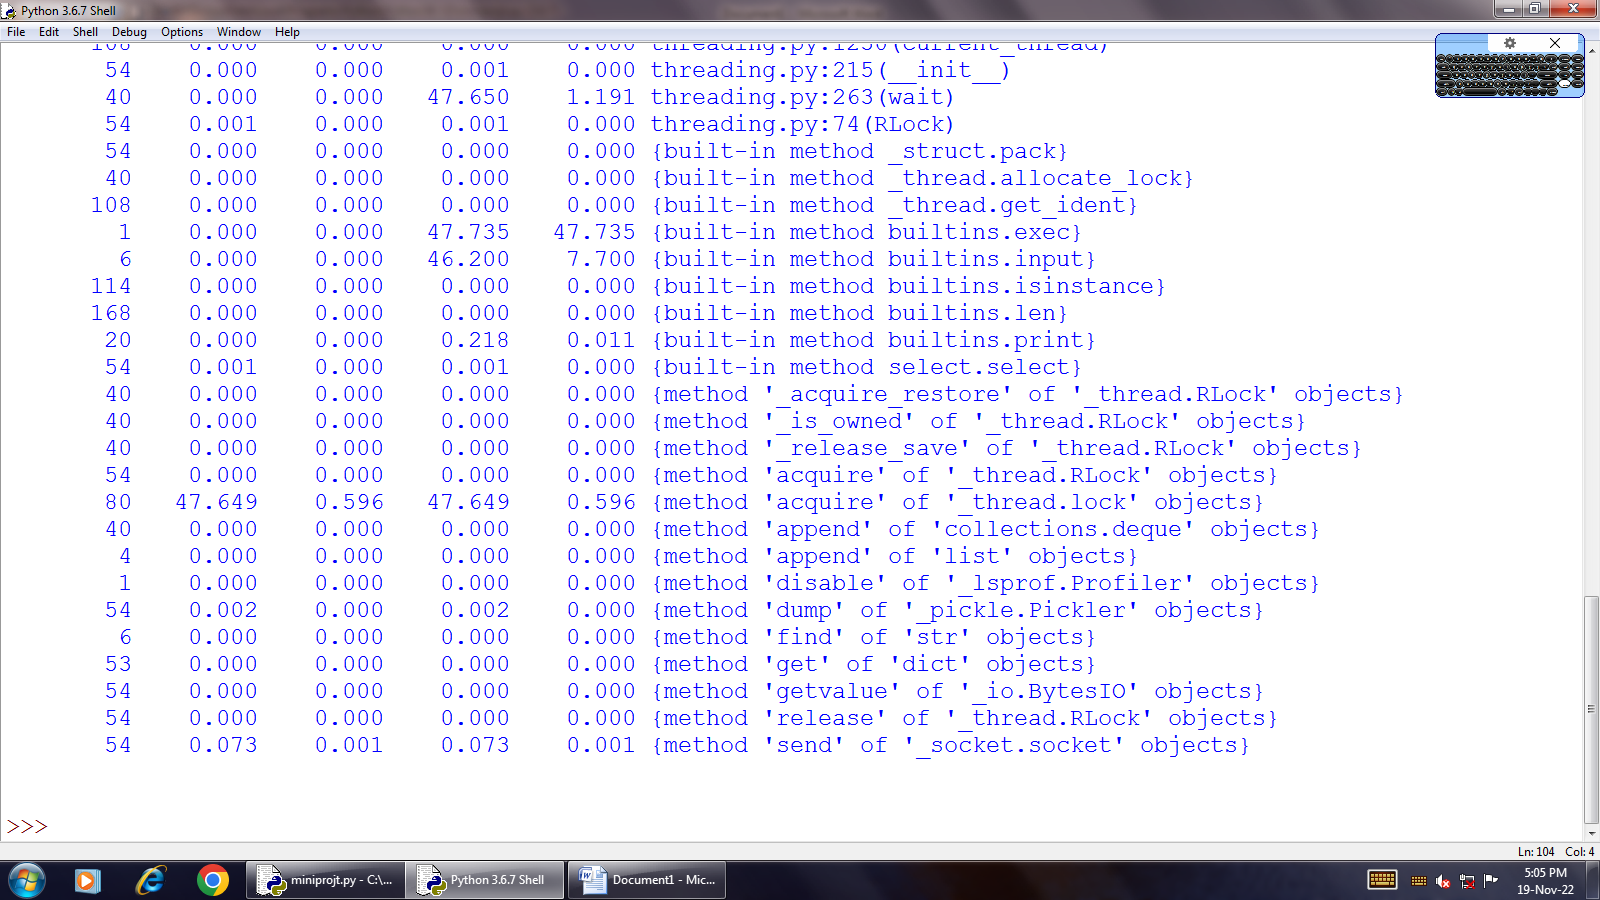 Python 3.6.7 Shell
File Edit Shell Debug Options Window Help
108 0.000 0.000 0.000 0.000 threading.py:1230(current_thread)
54 0.000 0.000 0.001 0.000 threading.py:215(__init__)
40 0.000 0.000 47.650 1.191 threading.py:263(wait)
54 0.001 0.000 0.001 0.000 threading.py:74(RLock)
54 0.000 0.000 0.000 0.000 {built-in method _struct.pack}
40 0.000 0.000 0.000 0.000 {built-in method _thread.allocate_lock}
108 0.000 0.000 0.000 0.000 {built-in method _thread.get_ident}
1 0.000 0.000 47.735 47.735 {built-in method builtins.exec}
6 0.000 0.000 46.200 7.700 {built-in method builtins.input}
114 0.000 0.000 0.000 0.000 {built-in method builtins.isinstance}
168 0.000 0.000 0.000 0.000 {built-in method builtins.len}
20 0.000 0.000 0.218 0.011 {built-in method builtins.print}
54 0.001 0.000 0.001 0.000 {built-in method select.select}
40 0.000 0.000 0.000 0.000 {method '_acquire_restore' of '_thread.RLock' objects}
40 0.000 0.000 0.000 0.000 {method '_is_owned' of '_thread.RLock' objects}
40 0.000 0.000 0.000 0.000 {method '_release_save' of '_thread.RLock' objects}
54 0.000 0.000 0.000 0.000 {method 'acquire' of '_thread.RLock' objects}
80 47.649 0.596 47.649 0.596 {method 'acquire' of '_thread.lock' objects}
40 0.000 0.000 0.000 0.000 {method 'append' of 'collections.deque' objects}
4 0.000 0.000 0.000 0.000 {method 'append' of 'list' objects}
1 0.000 0.000 0.000 0.000 {method 'disable' of '_lsprof.Profiler' objects}
54 0.002 0.000 0.002 0.000 {method 'dump' of '_pickle.Pickler' objects}
6 0.000 0.000 0.000 0.000 {method 'find' of 'str' objects}
53 0.000 0.000 0.000 0.000 {method 'get' of 'dict' objects}
54 0.000 0.000 0.000 0.000 {method 'getvalue' of '_io.BytesIO' objects}
54 0.000 0.000 0.000 0.000 {method 'release' of '_thread.RLock' objects}
54 0.073 0.001 0.073 0.001 {method 'send' of '_socket.socket' objects}
>>>
Ln: 104 Col: 4
miniprojt.py - C:\... Python 3.6.7 Shell Document1 - Mic... 5:05 PM
19-Nov-22